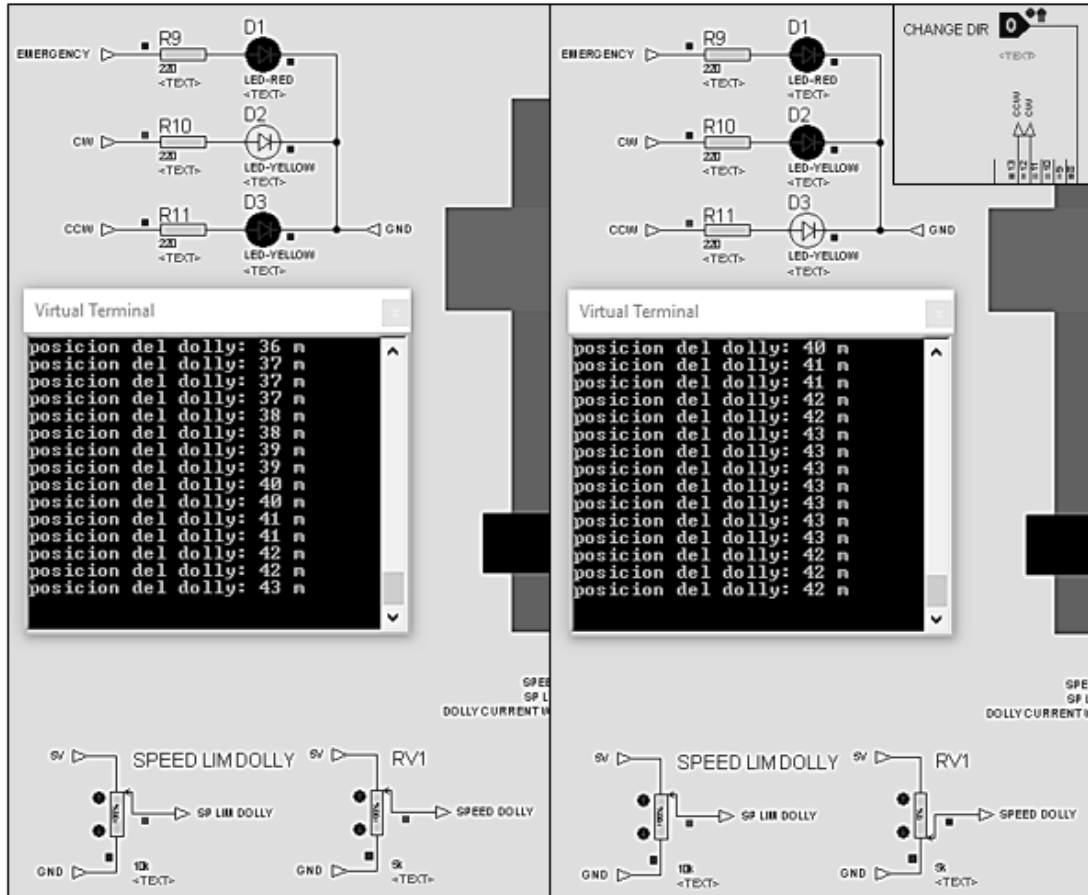 D1
R9
EMERGENCY
220
LED-RED
<TEXT>
<TEXT>
D2
R10
CW
220
LED-YELLOW
<TEXT>
<TEXT>
D3
R11
CCW
GND
220
LED-YELLOW
<TEXT>
<TEXT>
Virtual Terminal
posicion del dolly: 36 m
posicion del dolly: 37 m
posicion del dolly: 37 m
posicion del dolly: 37 m
posicion del dolly: 38 m
posicion del dolly: 38 m
posicion del dolly: 39 m
posicion del dolly: 39 m
posicion del dolly: 40 m
posicion del dolly: 40 m
posicion del dolly: 41 m
posicion del dolly: 41 m
posicion del dolly: 42 m
posicion del dolly: 42 m
posicion del dolly: 43 m
SPEE
SP L
DOLLY CURRENT
5V
SPEED LIM DOLLY
5V
RV1
SP LIM DOLLY
SPEED DOLLY
GND
10k
<TEXT>
GND
5k
<TEXT>
D1
R9
EMERGENCY
220
LED-RED
<TEXT>
<TEXT>
D2
R10
CW
220
LED-YELLOW
<TEXT>
<TEXT>
D3
R11
CCW
GND
220
LED-YELLOW
<TEXT>
<TEXT>
CHANGE DIR
0
<TEXT>
CCW
CW
13
12
11
10
Virtual Terminal
posicion del dolly: 40 m
posicion del dolly: 41 m
posicion del dolly: 41 m
posicion del dolly: 42 m
posicion del dolly: 42 m
posicion del dolly: 43 m
posicion del dolly: 43 m
posicion del dolly: 43 m
posicion del dolly: 43 m
posicion del dolly: 43 m
posicion del dolly: 43 m
posicion del dolly: 43 m
posicion del dolly: 42 m
posicion del dolly: 42 m
posicion del dolly: 42 m
SPE
SP L
DOLLY CURRENT
5V
SPEED LIM DOLLY
5V
RV1
SP LIM DOLLY
SPEED DOLLY
GND
10k
<TEXT>
GND
5k
<TEXT>